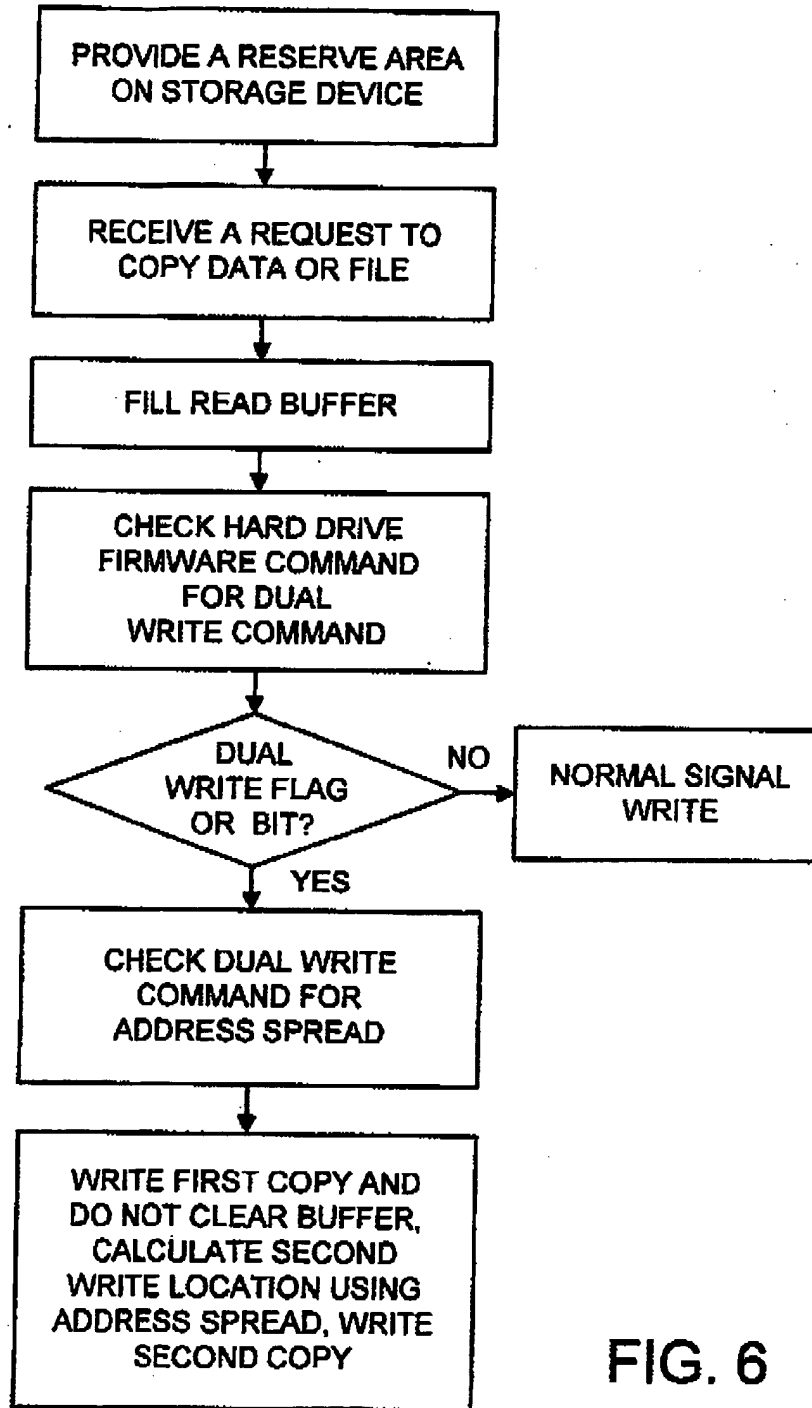 PROVIDE A RESERVE AREA
ON STORAGE DEVICE
RECEIVE A REQUEST TO
COPY DATA OR FILE
FILL READ BUFFER
CHECK HARD DRIVE
FIRMWARE COMMAND
FOR DUAL
WRITE COMMAND
DUAL
WRITE FLAG
OR BIT?
NO
NORMAL SIGNAL
WRITE
YES
CHECK DUAL WRITE
COMMAND FOR
ADDRESS SPREAD
WRITE FIRST COPY AND
DO NOT CLEAR BUFFER,
CALCULATE SECOND
WRITE LOCATION USING
ADDRESS SPREAD, WRITE
SECOND COPY
FIG. 6